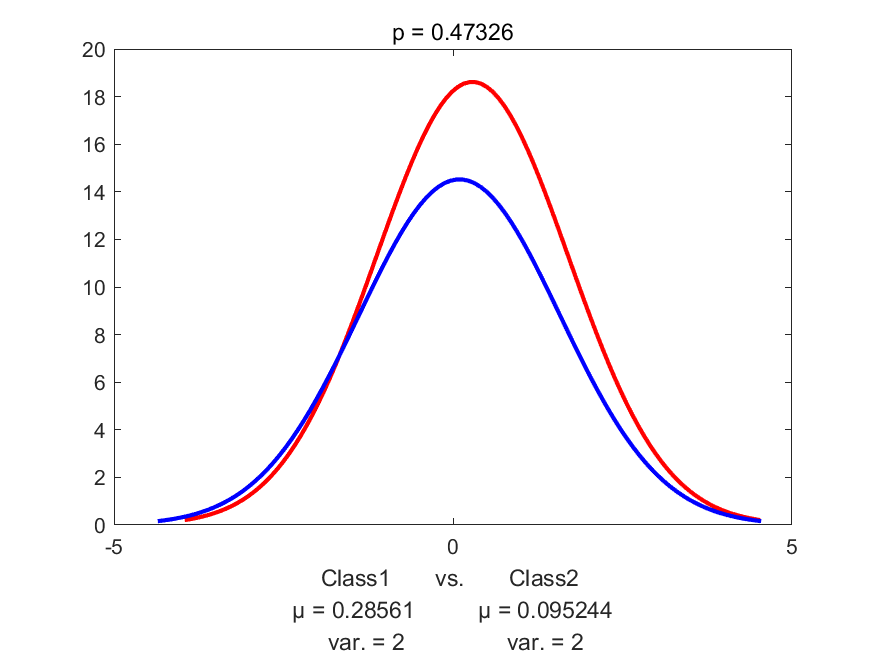 p = 0.47326
20
18
16
14
12
10
8
6
4
2
0
-5 0 5
Class1 vs. Class2
μ = 0.28561 μ = 0.095244
var. = 2 var. = 2